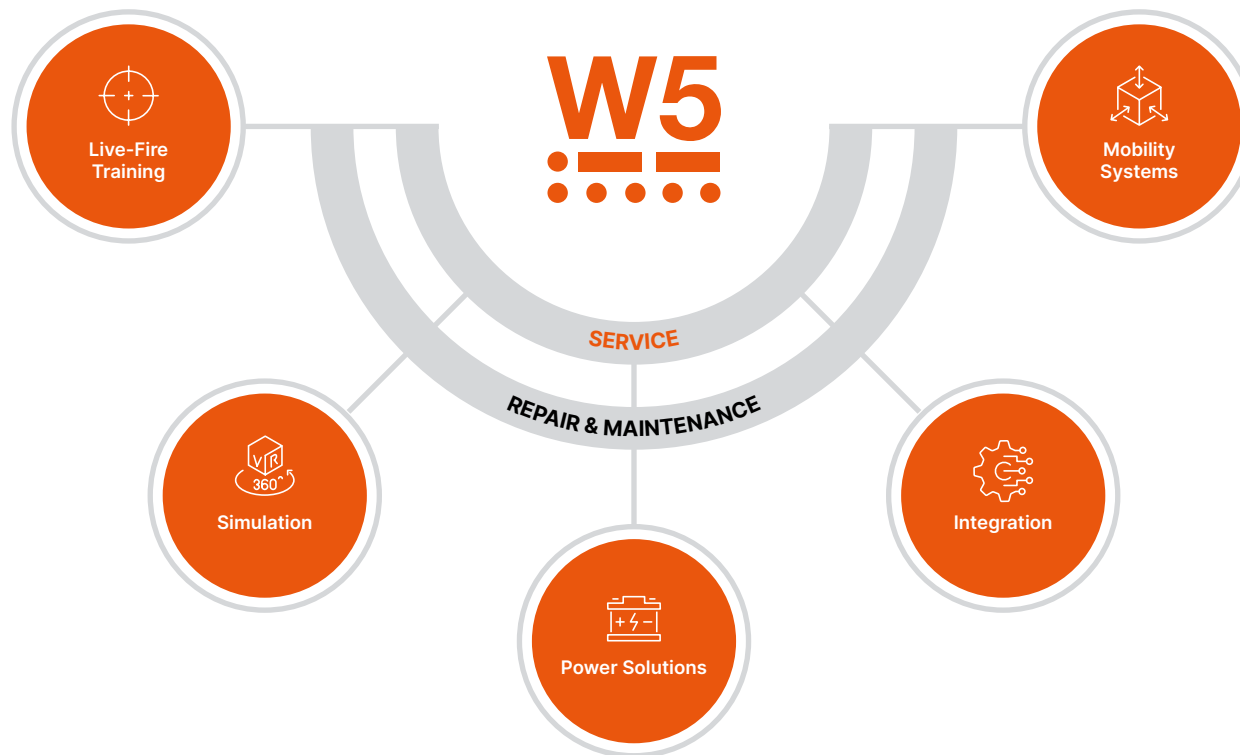 W5
Live-Fire
Training
Mobility
Systems
SERVICE
REPAIR & MAINTENANCE
VR
360°
Simulation
Integration
Power Solutions